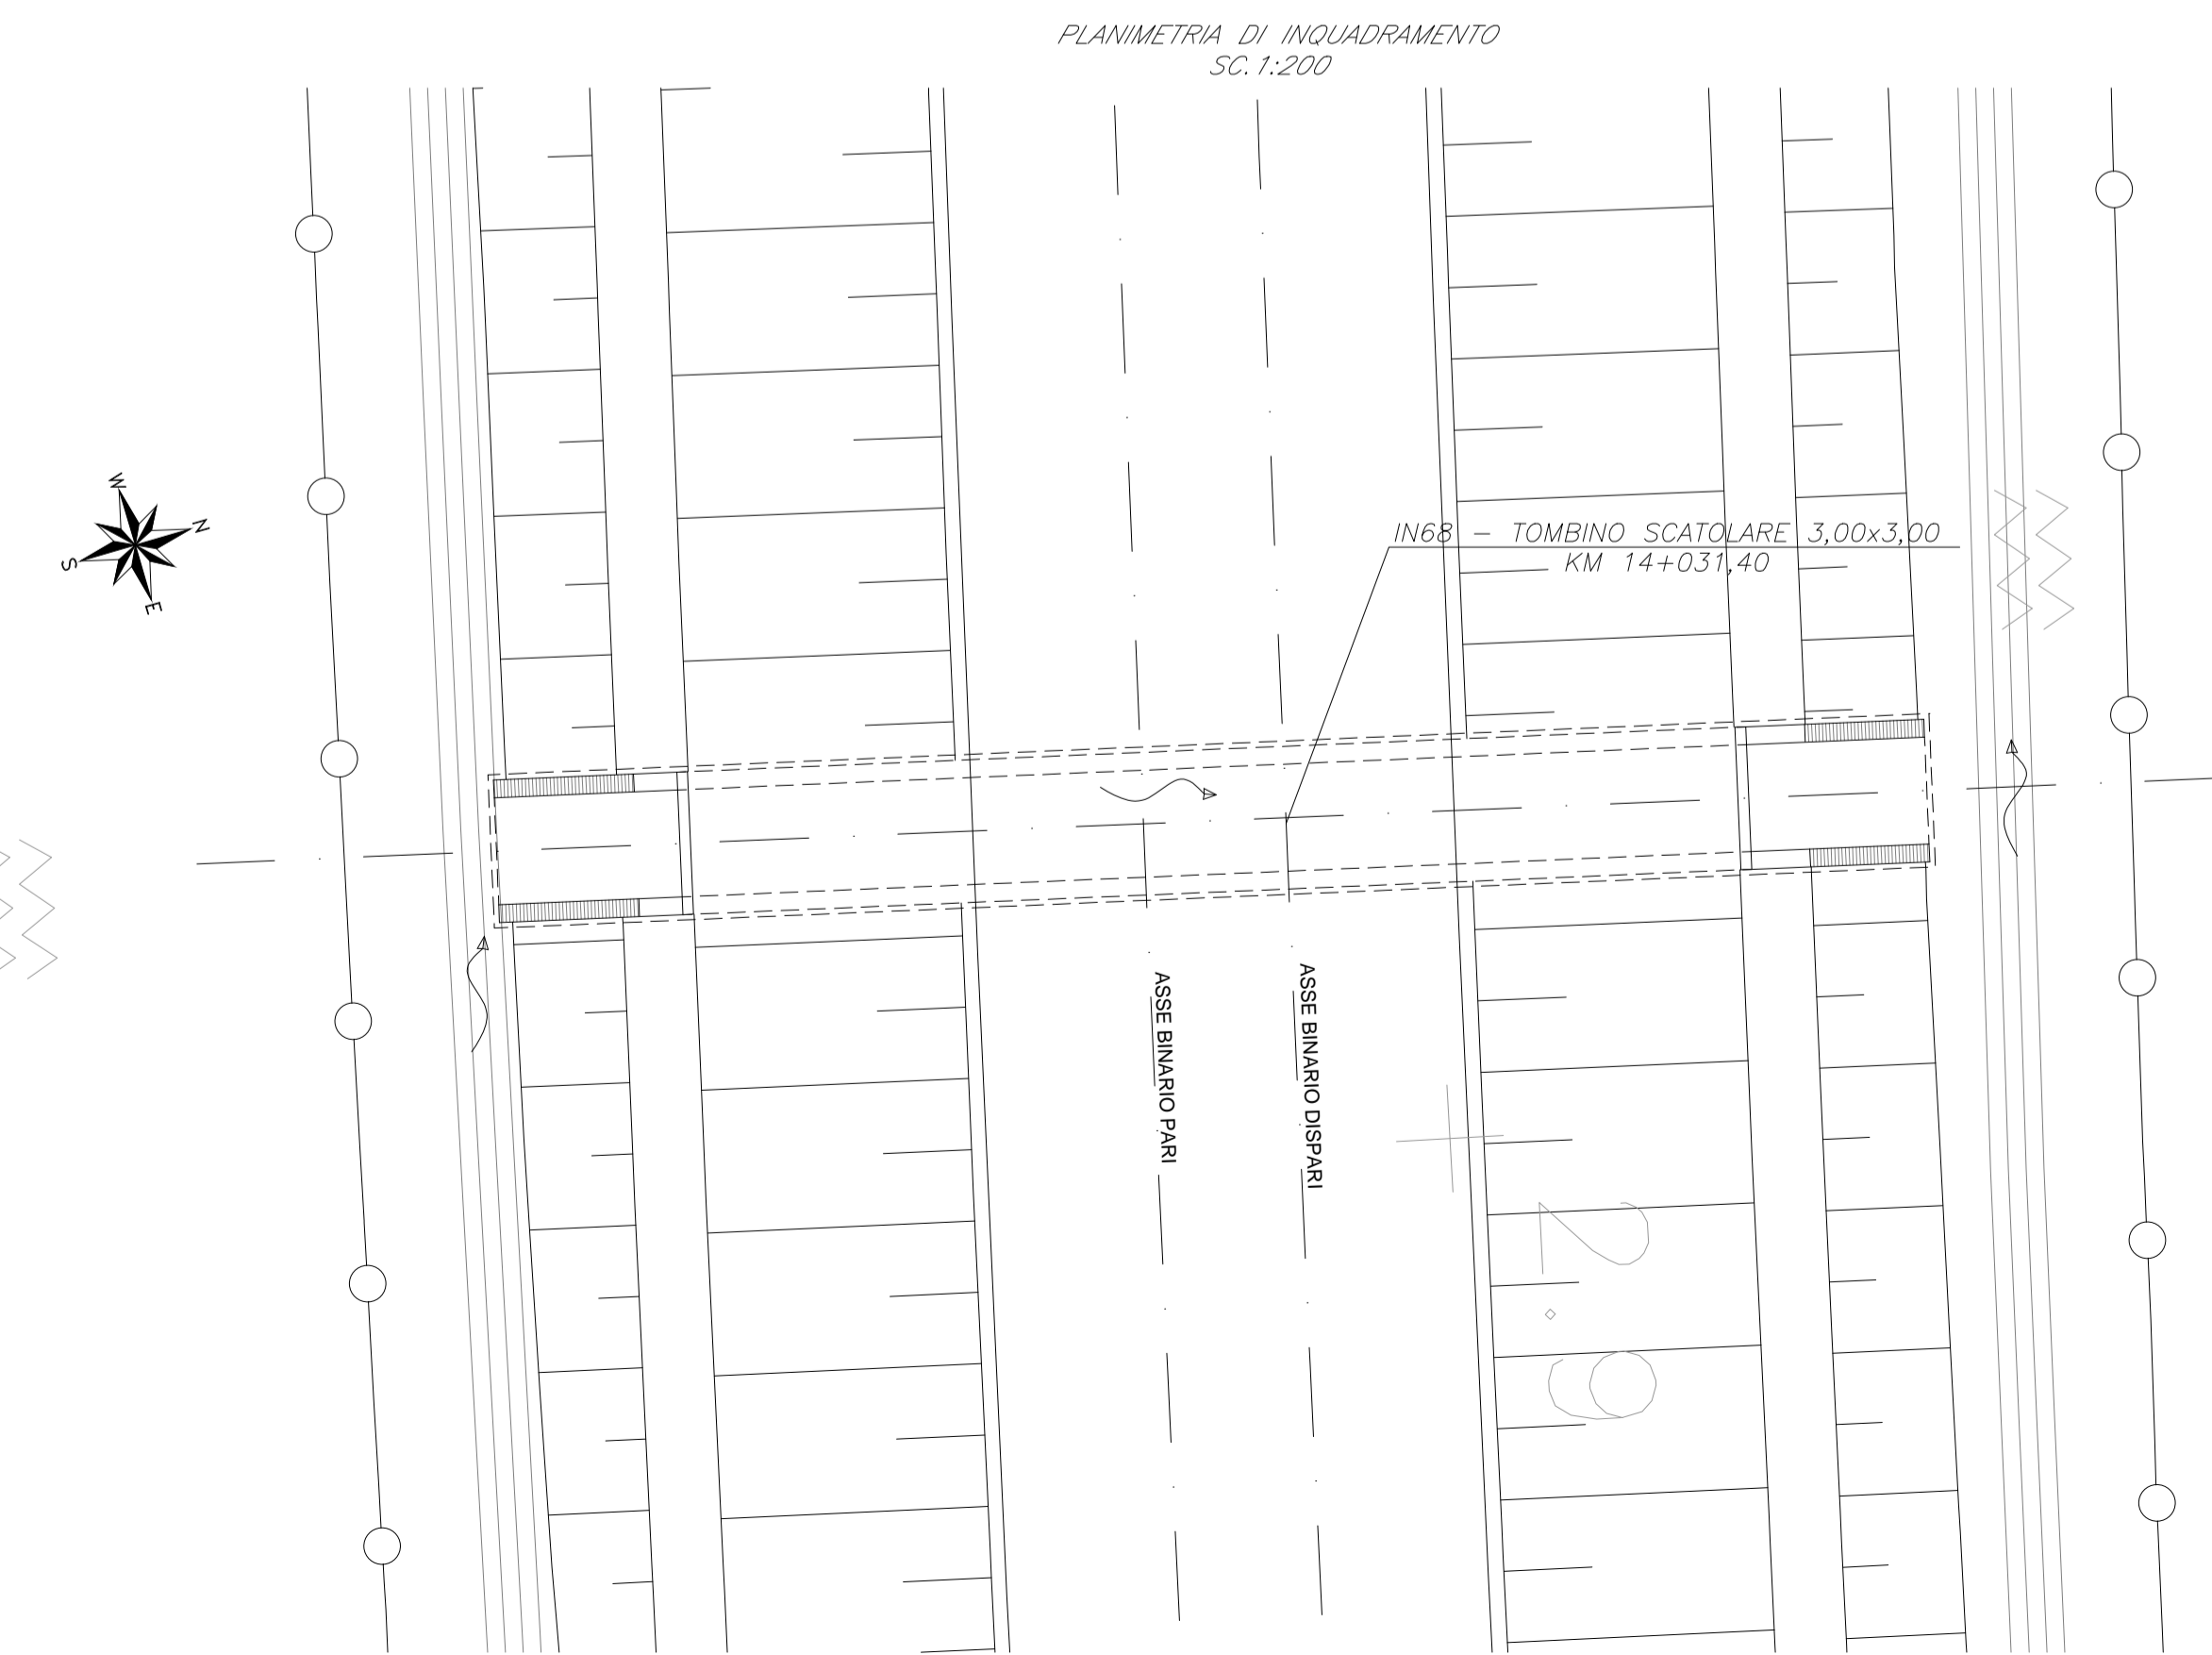 PLANIMETRIA DI INQUADRAMENTO
SC.1:200
W
N
S
E
IN68 – TOMBINO SCATOLARE 3,00x3,00
KM 14+031,40
ASSE BINARIO PARI
ASSE BINARIO DISPARI